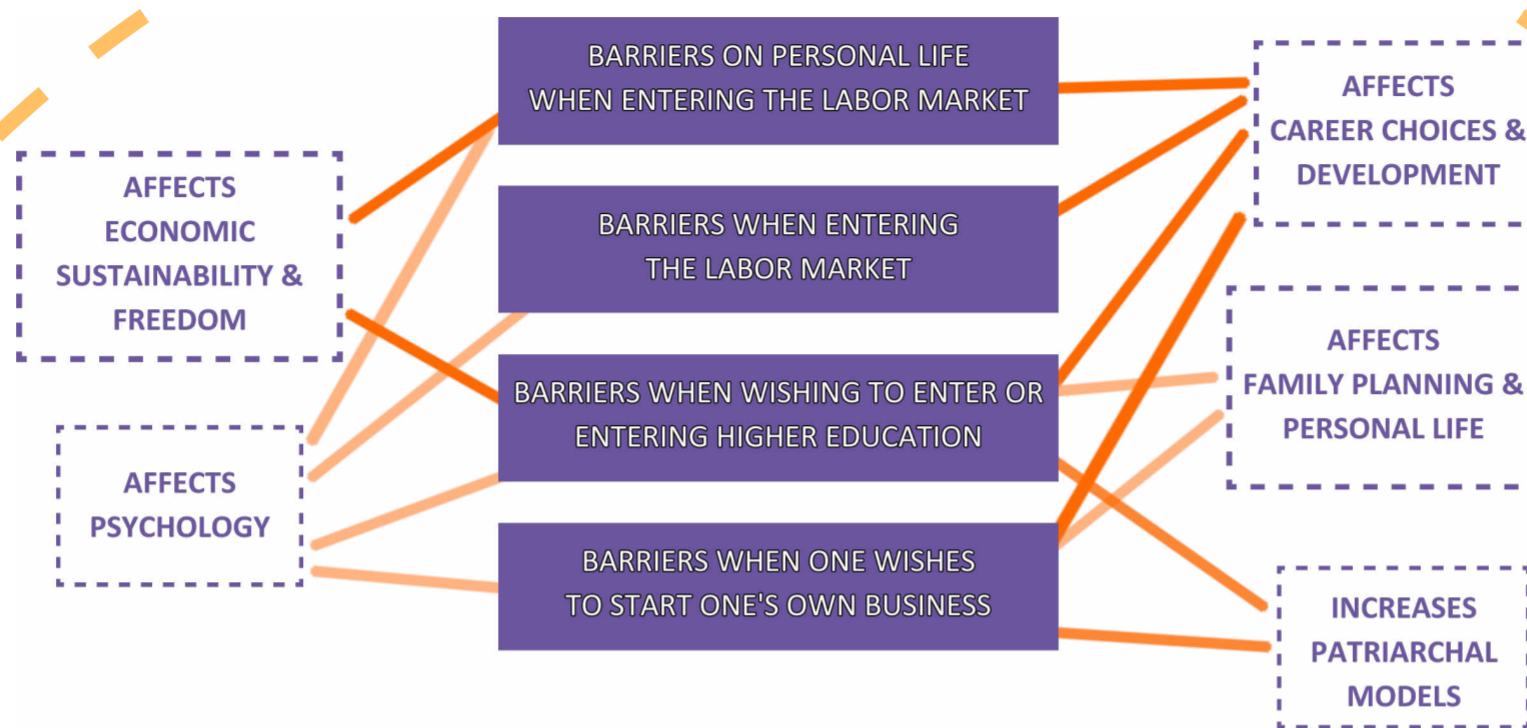 AFFECTS
ECONOMIC
SUSTAINABILITY &
FREEDOM
AFFECTS
PSYCHOLOGY
BARRIERS ON PERSONAL LIFE
WHEN ENTERING THE LABOR MARKET
BARRIERS WHEN ENTERING
THE LABOR MARKET
BARRIERS WHEN WISHING TO ENTER OR
ENTERING HIGHER EDUCATION
BARRIERS WHEN ONE WISHES
TO START ONE'S OWN BUSINESS
AFFECTS
CAREER CHOICES &
DEVELOPMENT
AFFECTS
FAMILY PLANNING &
PERSONAL LIFE
INCREASES
PATRIARCHAL
MODELS